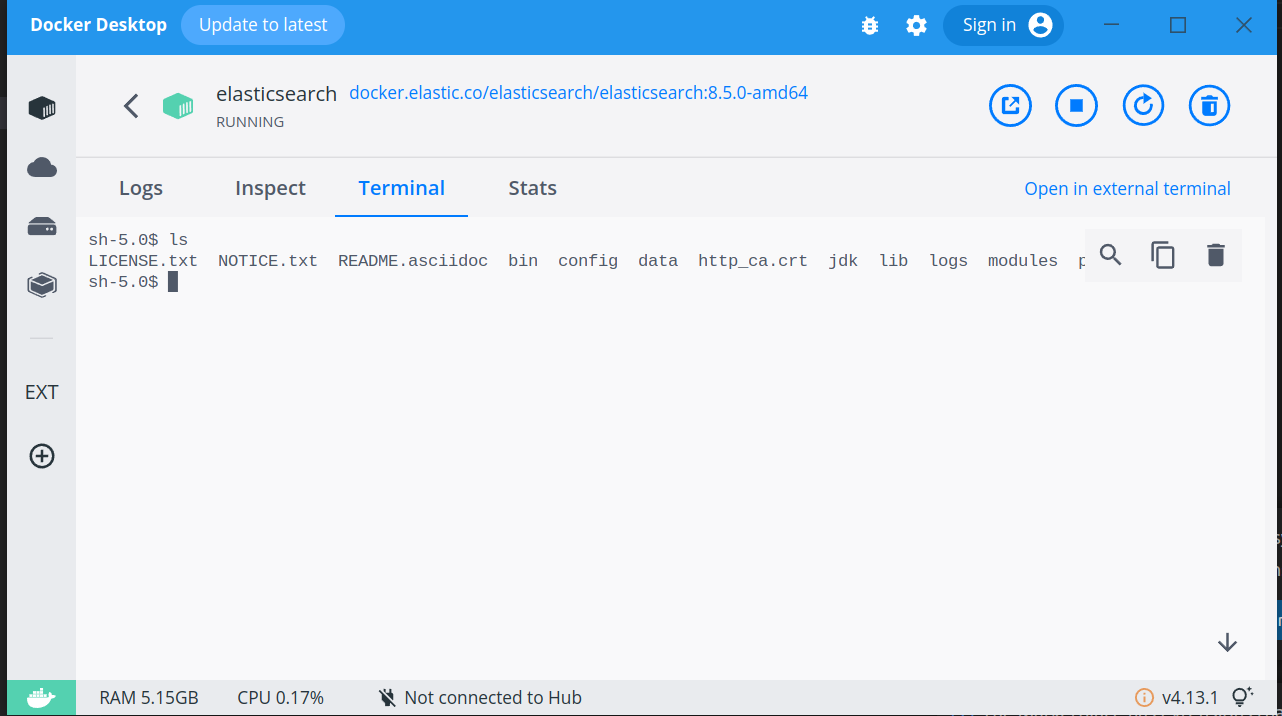 Docker Desktop Update to latest Sign in
elasticsearch docker.elastic.co/elasticsearch/elasticsearch:8.5.0-amd64
RUNNING
Logs Inspect Terminal Stats Open in external terminal
sh-5.0$ ls
LICENSE.txt NOTICE.txt README.asciidoc bin config data http_ca.crt jdk lib logs modules
sh-5.0$
EXT
RAM 5.15GB CPU 0.17% Not connected to Hub v4.13.1